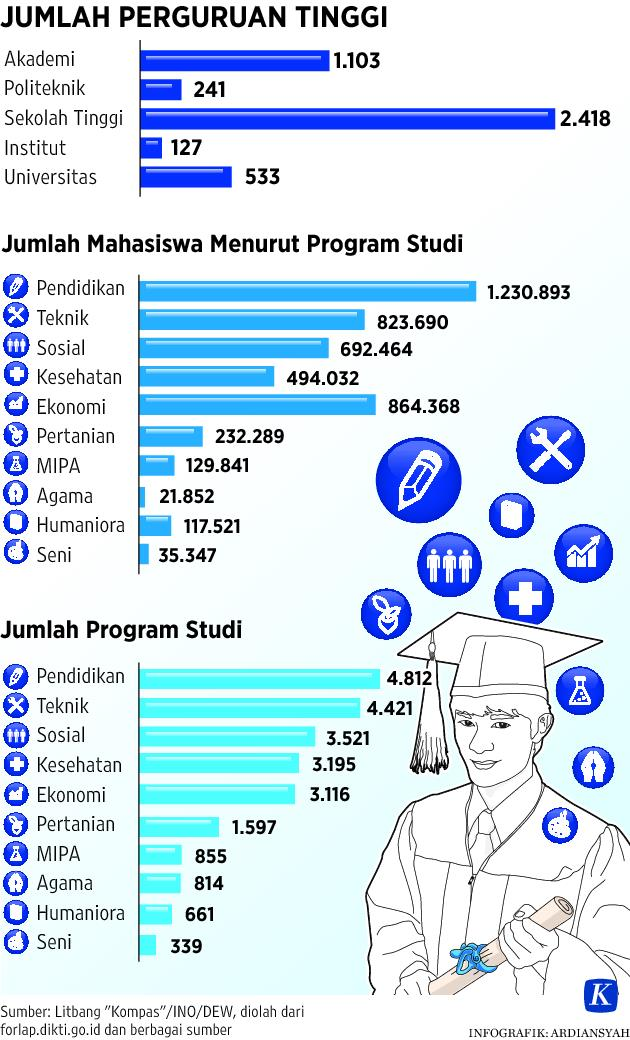 JUMLAH PERGURUAN TINGGI
Akademi 1.103
Politeknik 241
Sekolah Tinggi 2.418
Institut 127
Universitas 533
Jumlah Mahasiswa Menurut Program Studi
Pendidikan 1.230.893
Teknik 823.690
Sosial 692.464
Kesehatan 494.032
Ekonomi 864.368
Pertanian 232.289
MIPA 129.841
Agama 21.852
Humaniora 117.521
Seni 35.347
Jumlah Program Studi
Pendidikan 4.812
Teknik 4.421
Sosial 3.521
Kesehatan 3.195
Ekonomi 3.116
Pertanian 1.597
MIPA 855
Agama 814
Humaniora 661
Seni 339
K
Sumber: Litbang "Kompas"/INO/DEW, diolah dari
forlap.dikti.go.id dan berbagai sumber
INFOGRAFIK: ARDIANSYAH